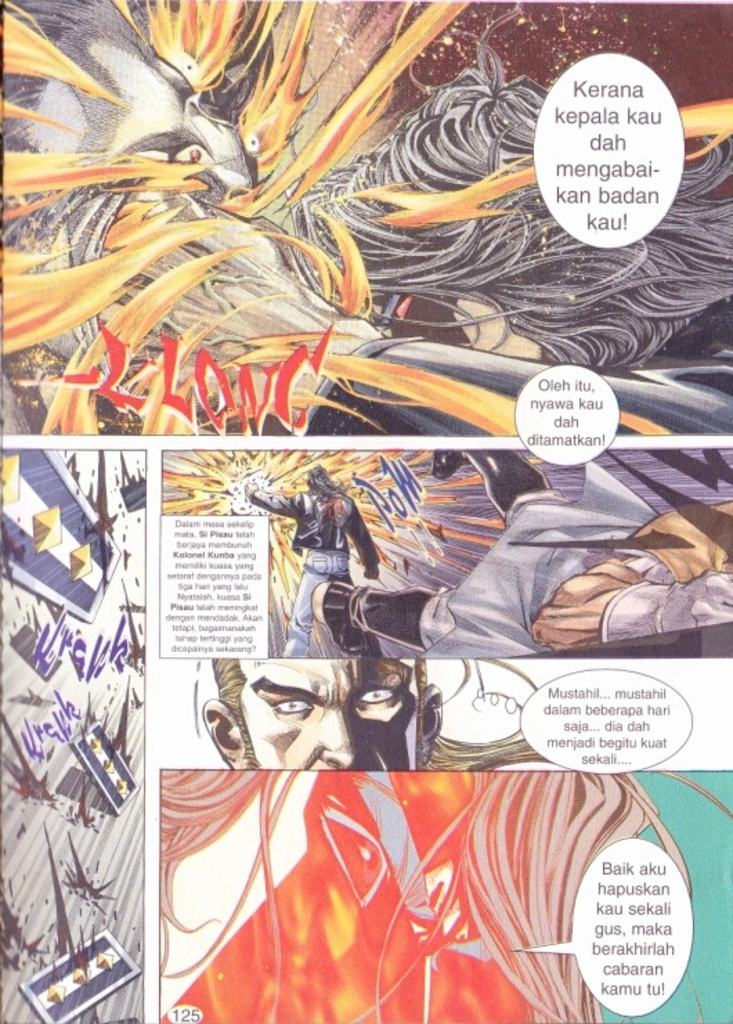 Kerana
kepala kau
dah
mengabai-
kan badan
kau!
LLONG
Oleh itu,
nyawa kau
dah
ditamatkan!
POM
Dalam masa sekelip
mata, Si Pisau telah
berjaya membunuh
Kolonel Kunba yang
memiliki kuasa yang
setaraf dengannya pada
tiga hari yang lalu.
Nyatalah, kuasa Si
Pisau telah meningkat
dengan mendadak. Akan
tetapi, bagaimanakah
tahap tertinggi yang
dicapainya sekarang?
Krak
Krak
Mustahil... mustahil
dalam beberapa hari
saja... dia dah
menjadi begitu kuat
sekali....
Baik aku
hapuskan
kau sekali
gus, maka
berakhirlah
cabaran
kamu tu!
125